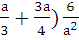 a/3 + 3a/4) 6/a²